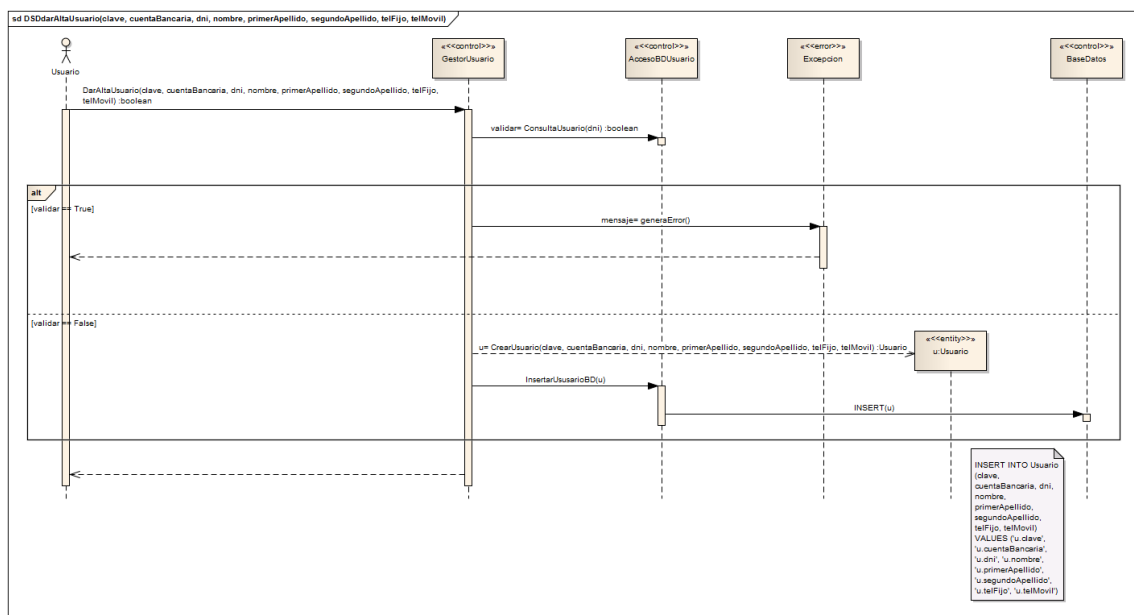 sd DSDdarAltaUsuario(clave, cuentaBancaria, dni, nombre, primerApellido, segundoApellido, telFijo, telMovil)
Usuario
«<<control>>»
GestorUsuario
«<<control>>»
AccesoBDUsuario
«<<error>>»
Excepcion
«<<control>>»
BaseDatos
DarAltaUsuario(clave, cuentaBancaria, dni, nombre, primerApellido, segundoApellido, telFijo,
telMovil) :boolean
validar= ConsultaUsuario(dni) :boolean
alt
[validar == True]
mensaje= generaError()
[validar == False]
«<<entity>>»
u:Usuario
u= CrearUsuario(clave, cuentaBancaria, dni, nombre, primerApellido, segundoApellido, telFijo, telMovil) :Usuario
InsertarUsusarioBD(u)
INSERT(u)
INSERT INTO Usuario
(clave,
cuentaBancaria, dni,
nombre,
primerApellido,
segundoApellido,
telFijo, telMovil)
VALUES ('u.clave',
'u.cuentaBancaria',
'u.dni', 'u.nombre',
'u.primerApellido',
'u.segundoApellido',
'u.telFijo', 'u.telMovil')